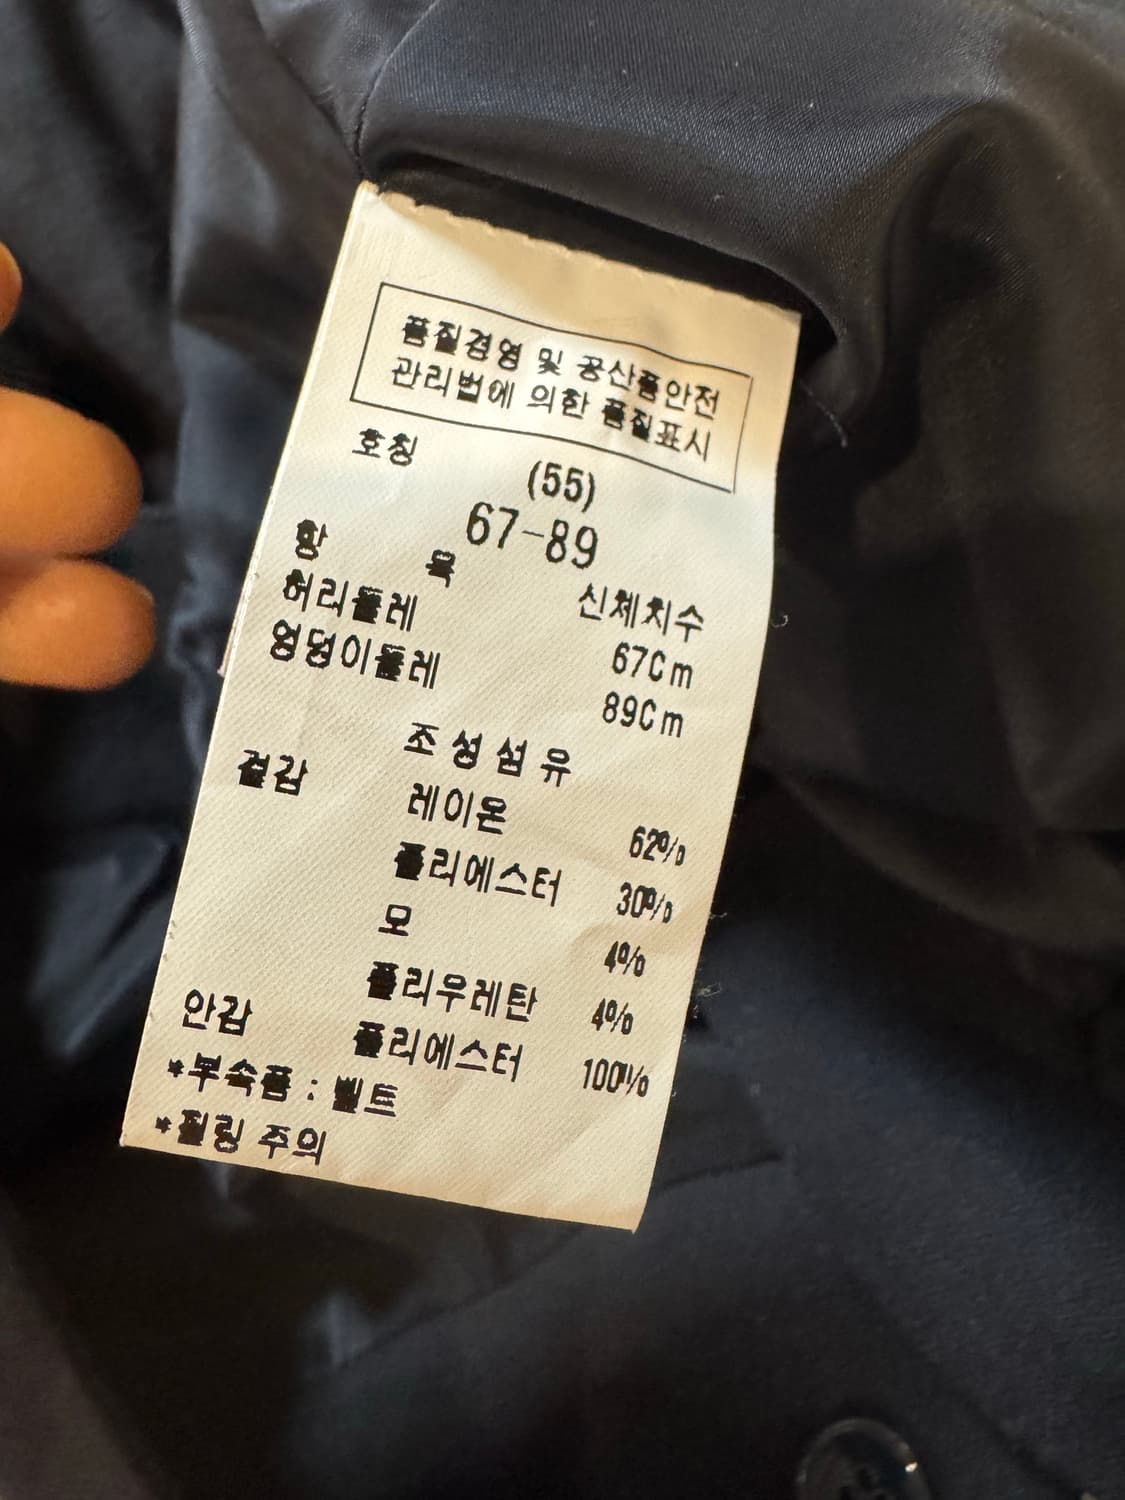 품질경영 및 공산품안전
관리법에 의한 품질표시
호칭 (55)
67-89
항 목 신체치수
허리둘레 67Cm
엉덩이둘레 89Cm
조성섬유
겉감 레이온 62%
폴리에스터 30%
모 4%
폴리우레탄 4%
안감 폴리에스터 100%
*부속품 : 벨트
*필링 주의